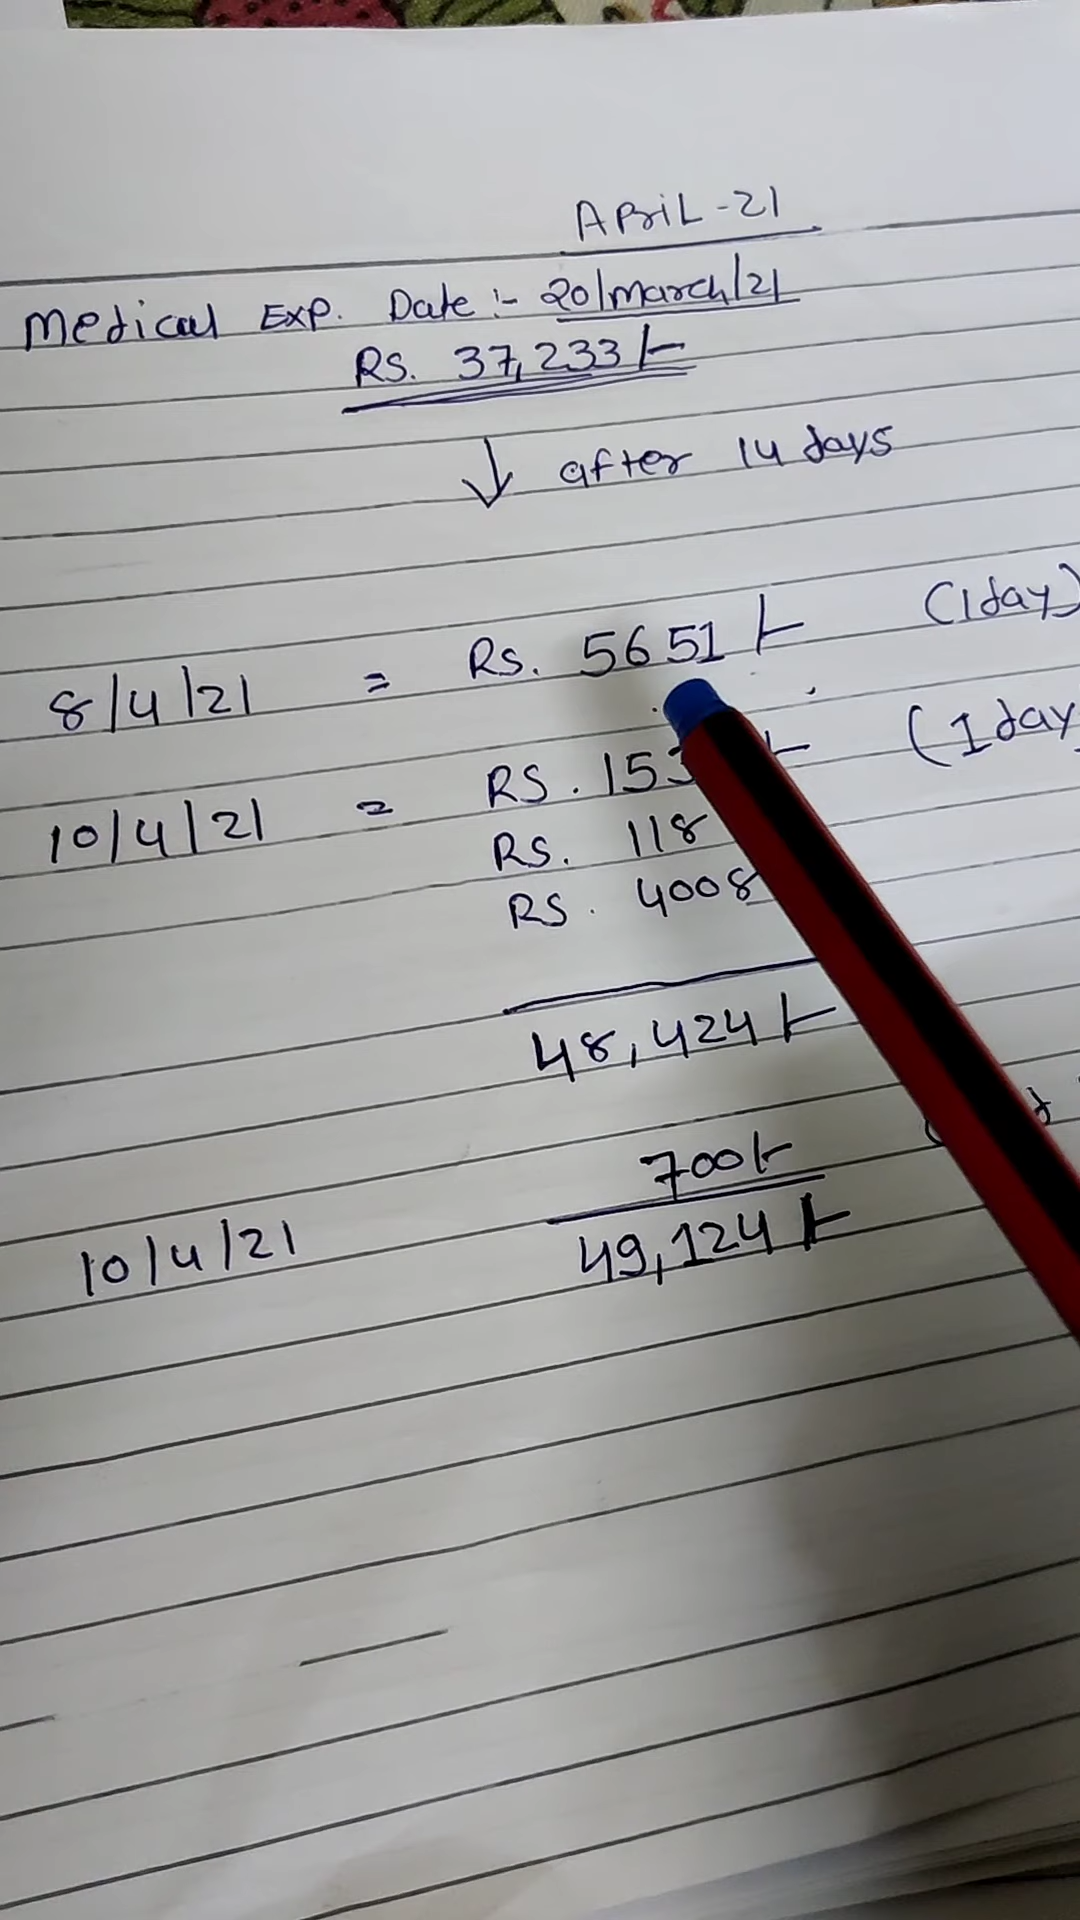 APRIL-21
Medical Exp. Date :- 20/March/21
RS. 37,233/-
↓ after 14 days
8/4/21 = Rs. 5651/- (1day)
10/4/21 = RS. (1day
RS. 118
RS. 4008
48,424/-
700/-
10/4/21 49,124/-